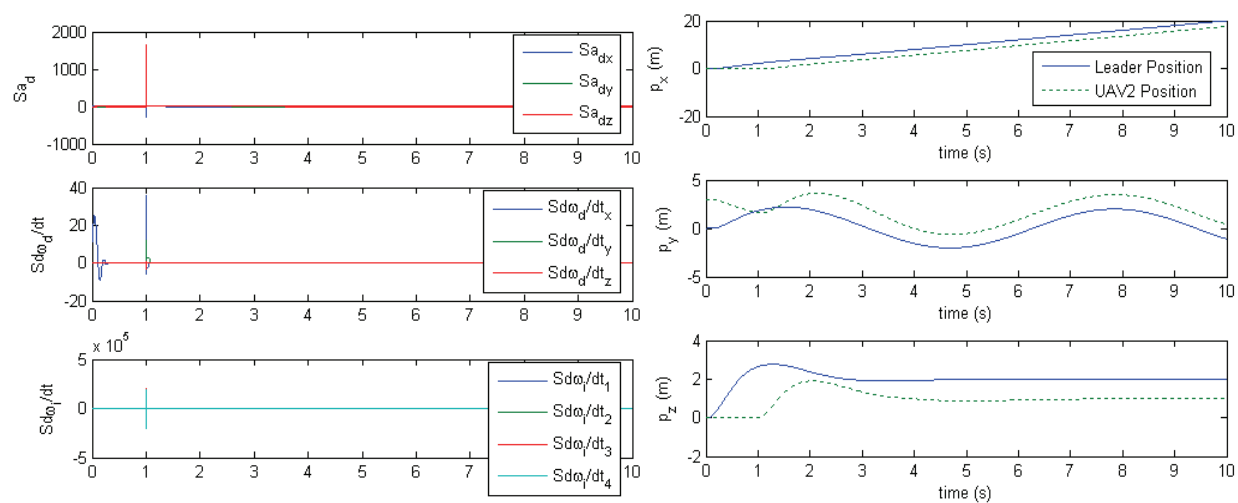 2000
1000
0
-1000
Sa_d
0 1 2 3 4 5 6 7 8 9 10
Sa_dx
Sa_dy
Sa_dz
40
20
0
-20
Sdω_d/dt
0 1 2 3 4 5 6 7 8 9 10
Sdω_d/dt_x
Sdω_d/dt_y
Sdω_d/dt_z
x 10^5
5
0
-5
Sdω_i/dt
0 1 2 3 4 5 6 7 8 9 10
Sdω_i/dt_1
Sdω_i/dt_2
Sdω_i/dt_3
Sdω_i/dt_4
20
0
-20
p_x (m)
0 1 2 3 4 5 6 7 8 9 10
time (s)
Leader Position
UAV2 Position
5
0
-5
p_y (m)
0 1 2 3 4 5 6 7 8 9 10
time (s)
4
2
0
-2
p_z (m)
0 1 2 3 4 5 6 7 8 9 10
time (s)